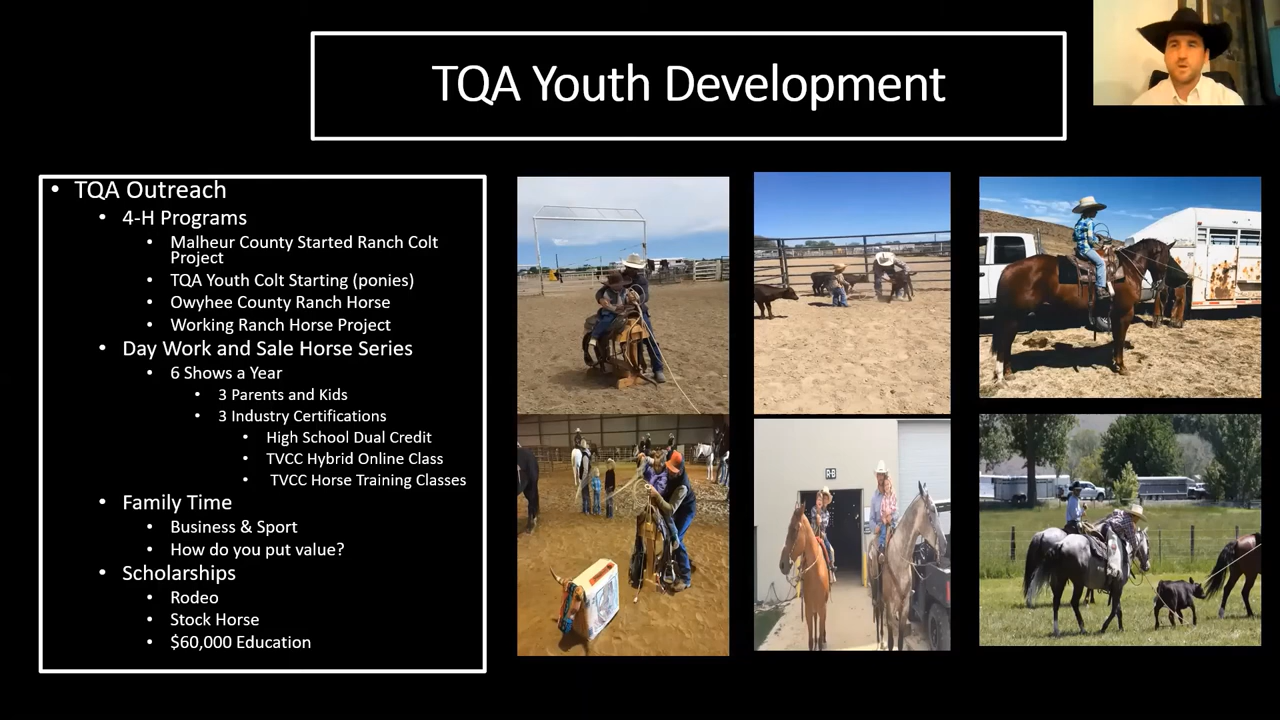 TQA Youth Development
• TQA Outreach
• 4-H Programs
• Malheur County Started Ranch Colt
Project
• TQA Youth Colt Starting (ponies)
• Owyhee County Ranch Horse
• Working Ranch Horse Project
• Day Work and Sale Horse Series
• 6 Shows a Year
• 3 Parents and Kids
• 3 Industry Certifications
• High School Dual Credit
• TVCC Hybrid Online Class
• TVCC Horse Training Classes
• Family Time
• Business & Sport
• How do you put value?
• Scholarships
• Rodeo
• Stock Horse
• $60,000 Education
R-B